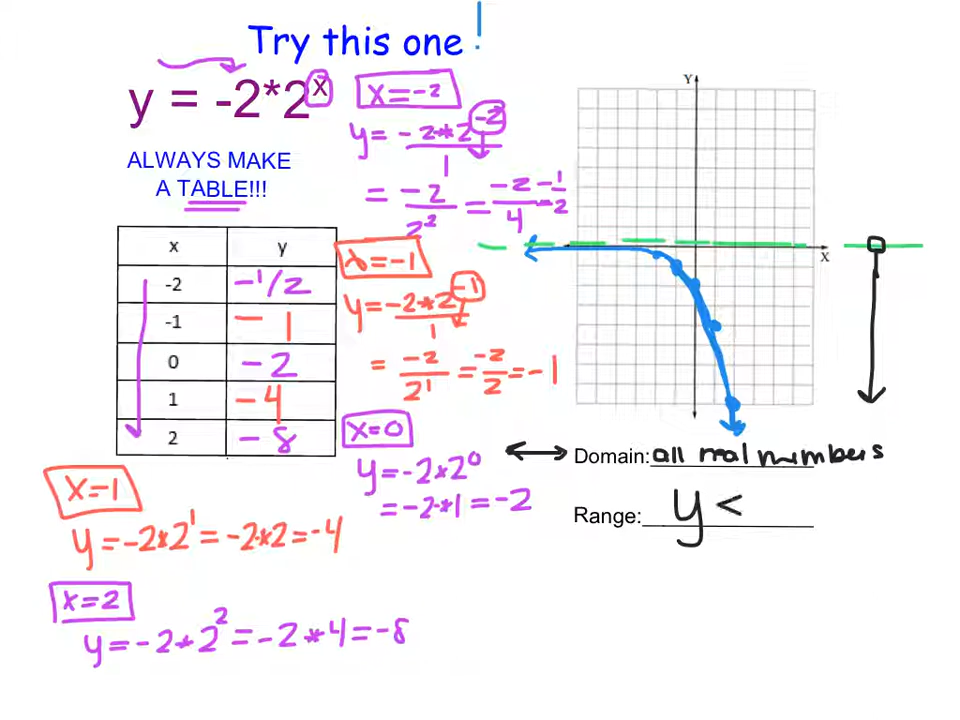 Try this one!
y = -2*2^x
ALWAYS MAKE
A TABLE!!!
x y
-2 -1/2
-1 -1
0 -2
1 -4
2 -8
x=-2
y = -2*2^-2 / 1
= -2/2^2 = -2/4 = -1/2
x=-1
y = -2*2^-1 / 1
= -2/2^1 = -2/2 = -1
x=0
y=-2*2^0
=-2*1=-2
x=1
y=-2*2^1=-2*2=-4
x=2
y=-2*2^2=-2*4=-8
Y
X
Domain: all real numbers
Range: y <